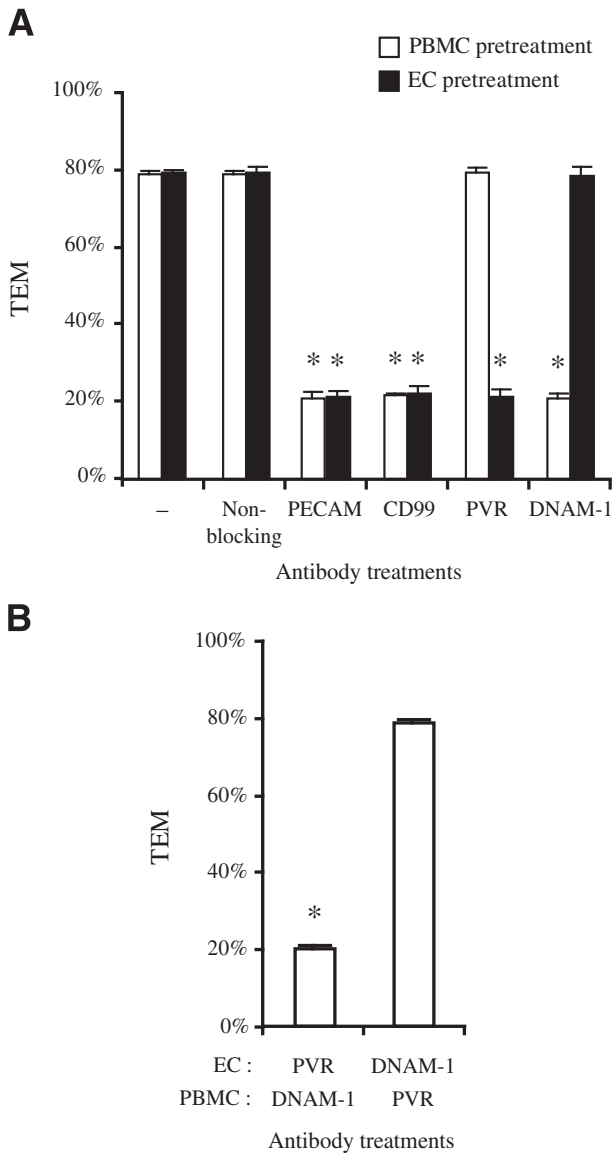 A
PBMC pretreatment
EC pretreatment
100%
80%
60%
40%
20%
0%
TEM
* * * * * *
– Non- PECAM CD99 PVR DNAM-1
blocking
Antibody treatments
B
100%
80%
60%
40%
20%
0%
TEM
*
EC : PVR DNAM-1
PBMC : DNAM-1 PVR
Antibody treatments